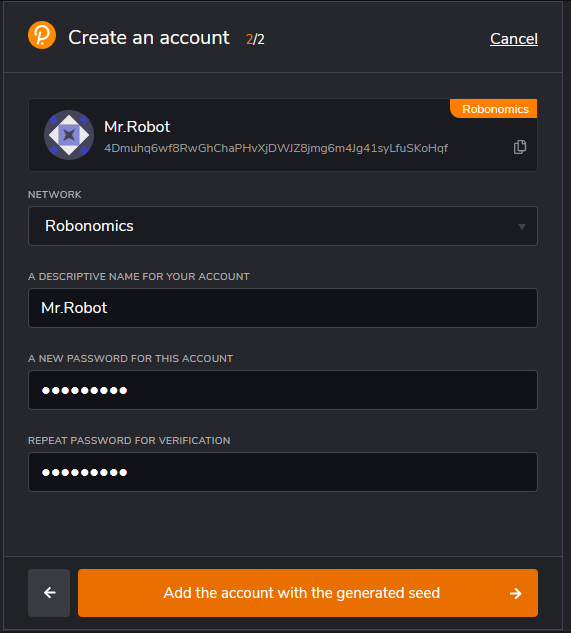 Create an account 2/2 Cancel
Robonomics
Mr.Robot
4Dmuhq6wf8RwGhChaPHvXjDWJZ8jmg6m4Jg41syLfuSKoHqf
NETWORK
Robonomics
A DESCRIPTIVE NAME FOR YOUR ACCOUNT
Mr.Robot
A NEW PASSWORD FOR THIS ACCOUNT
●●●●●●●●●
REPEAT PASSWORD FOR VERIFICATION
●●●●●●●●●
Add the account with the generated seed